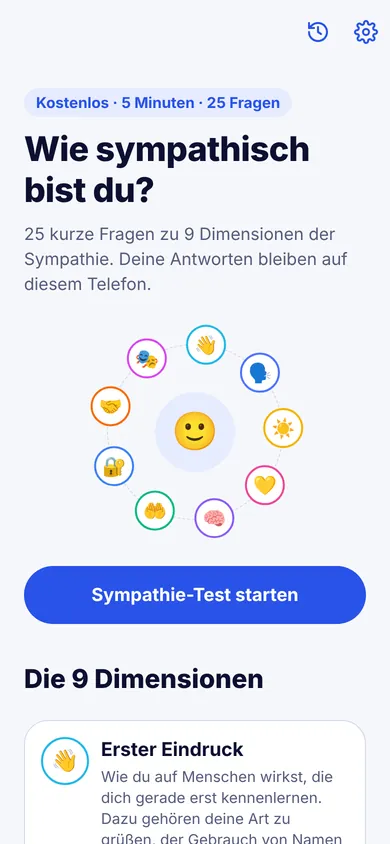 Kostenlos · 5 Minuten · 25 Fragen
Wie sympathisch
bist du?
25 kurze Fragen zu 9 Dimensionen der
Sympathie. Deine Antworten bleiben auf
diesem Telefon.
Sympathie-Test starten
Die 9 Dimensionen
Erster Eindruck
Wie du auf Menschen wirkst, die
dich gerade erst kennenlernen.
Dazu gehören deine Art zu
grüßen, der Gebrauch von Namen